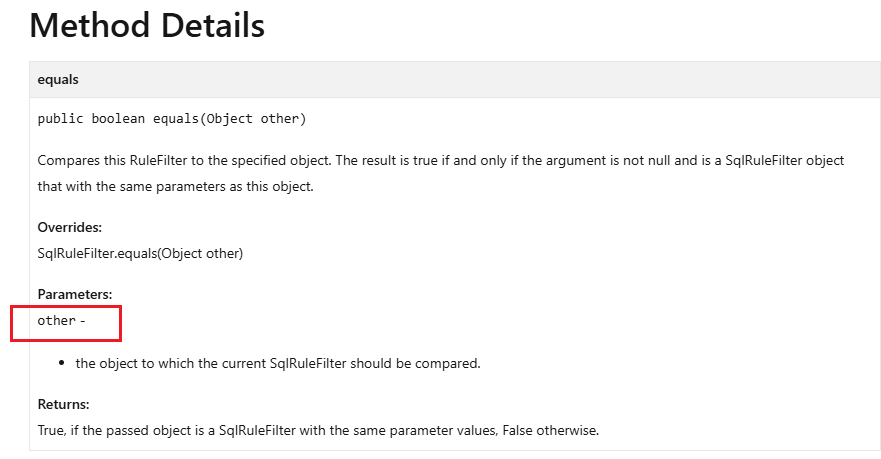 Method Details
equals
public boolean equals(Object other)
Compares this RuleFilter to the specified object. The result is true if and only if the argument is not null and is a SqlRuleFilter object
that with the same parameters as this object.
Overrides:
SqlRuleFilter.equals(Object other)
Parameters:
other -
• the object to which the current SqlRuleFilter should be compared.
Returns:
True, if the passed object is a SqlRuleFilter with the same parameter values, False otherwise.